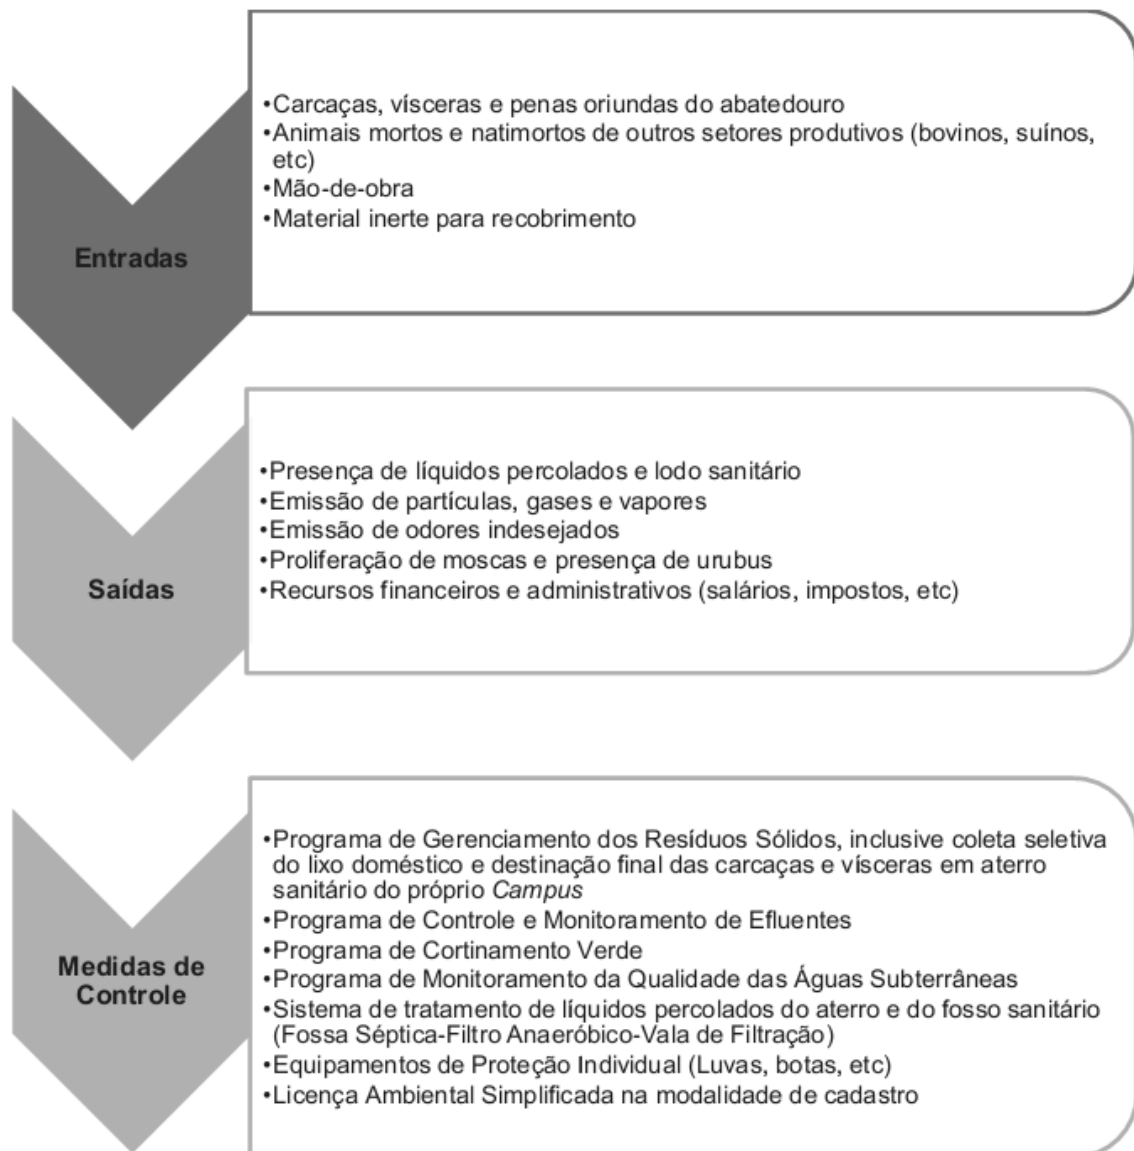 Entradas
•Carcaças, vísceras e penas oriundas do abatedouro
•Animais mortos e natimortos de outros setores produtivos (bovinos, suínos,
etc)
•Mão-de-obra
•Material inerte para recobrimento
Saídas
•Presença de líquidos percolados e lodo sanitário
•Emissão de partículas, gases e vapores
•Emissão de odores indesejados
•Proliferação de moscas e presença de urubus
•Recursos financeiros e administrativos (salários, impostos, etc)
Medidas de
Controle
•Programa de Gerenciamento dos Resíduos Sólidos, inclusive coleta seletiva
do lixo doméstico e destinação final das carcaças e vísceras em aterro
sanitário do próprio Campus
•Programa de Controle e Monitoramento de Efluentes
•Programa de Cortinamento Verde
•Programa de Monitoramento da Qualidade das Águas Subterrâneas
•Sistema de tratamento de líquidos percolados do aterro e do fosso sanitário
(Fossa Séptica-Filtro Anaeróbico-Vala de Filtração)
•Equipamentos de Proteção Individual (Luvas, botas, etc)
•Licença Ambiental Simplificada na modalidade de cadastro